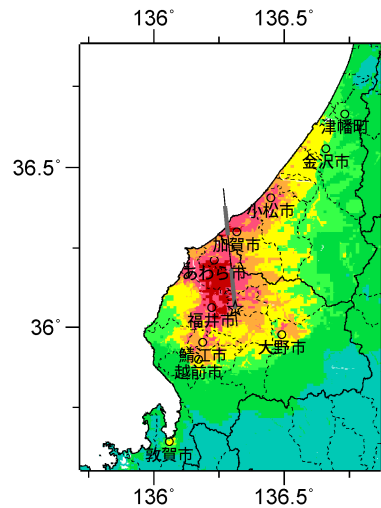 136° 136.5°
津幡町
金沢市
36.5°
小松市
加賀市
あわら市
福井市
36°
大野市
鯖江市
越前市
敦賀市
136° 136.5°